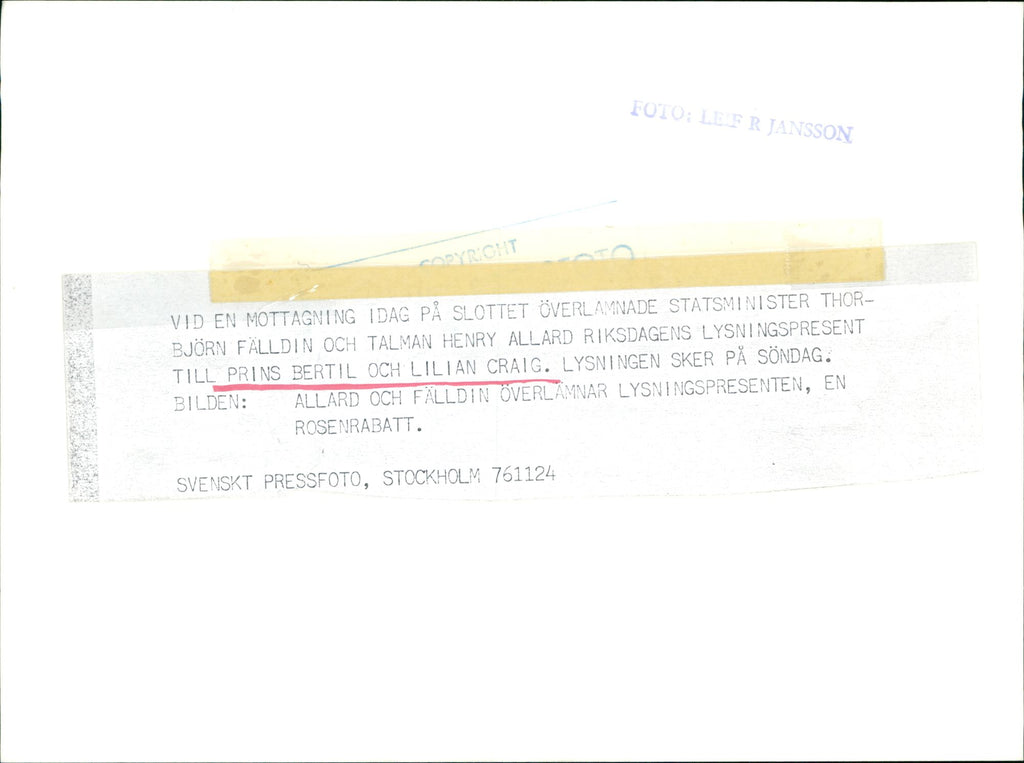 FOTO: LEIF R JANSSON
COPYRIGHT
VID EN MOTTAGNING IDAG PÅ SLOTTET ÖVERLÄMNADE STATSMINISTER THOR-
BJÖRN FÄLLDIN OCH TALMAN HENRY ALLARD RIKSDAGENS LYSNINGSPRESENT
TILL PRINS BERTIL OCH LILIAN CRAIG. LYSNINGEN SKER PÅ SÖNDAG.
BILDEN: ALLARD OCH FÄLLDIN ÖVERLÄMNAR LYSNINGSPRESENTEN, EN
ROSENRABATT.
SVENSKT PRESSFOTO, STOCKHOLM 761124